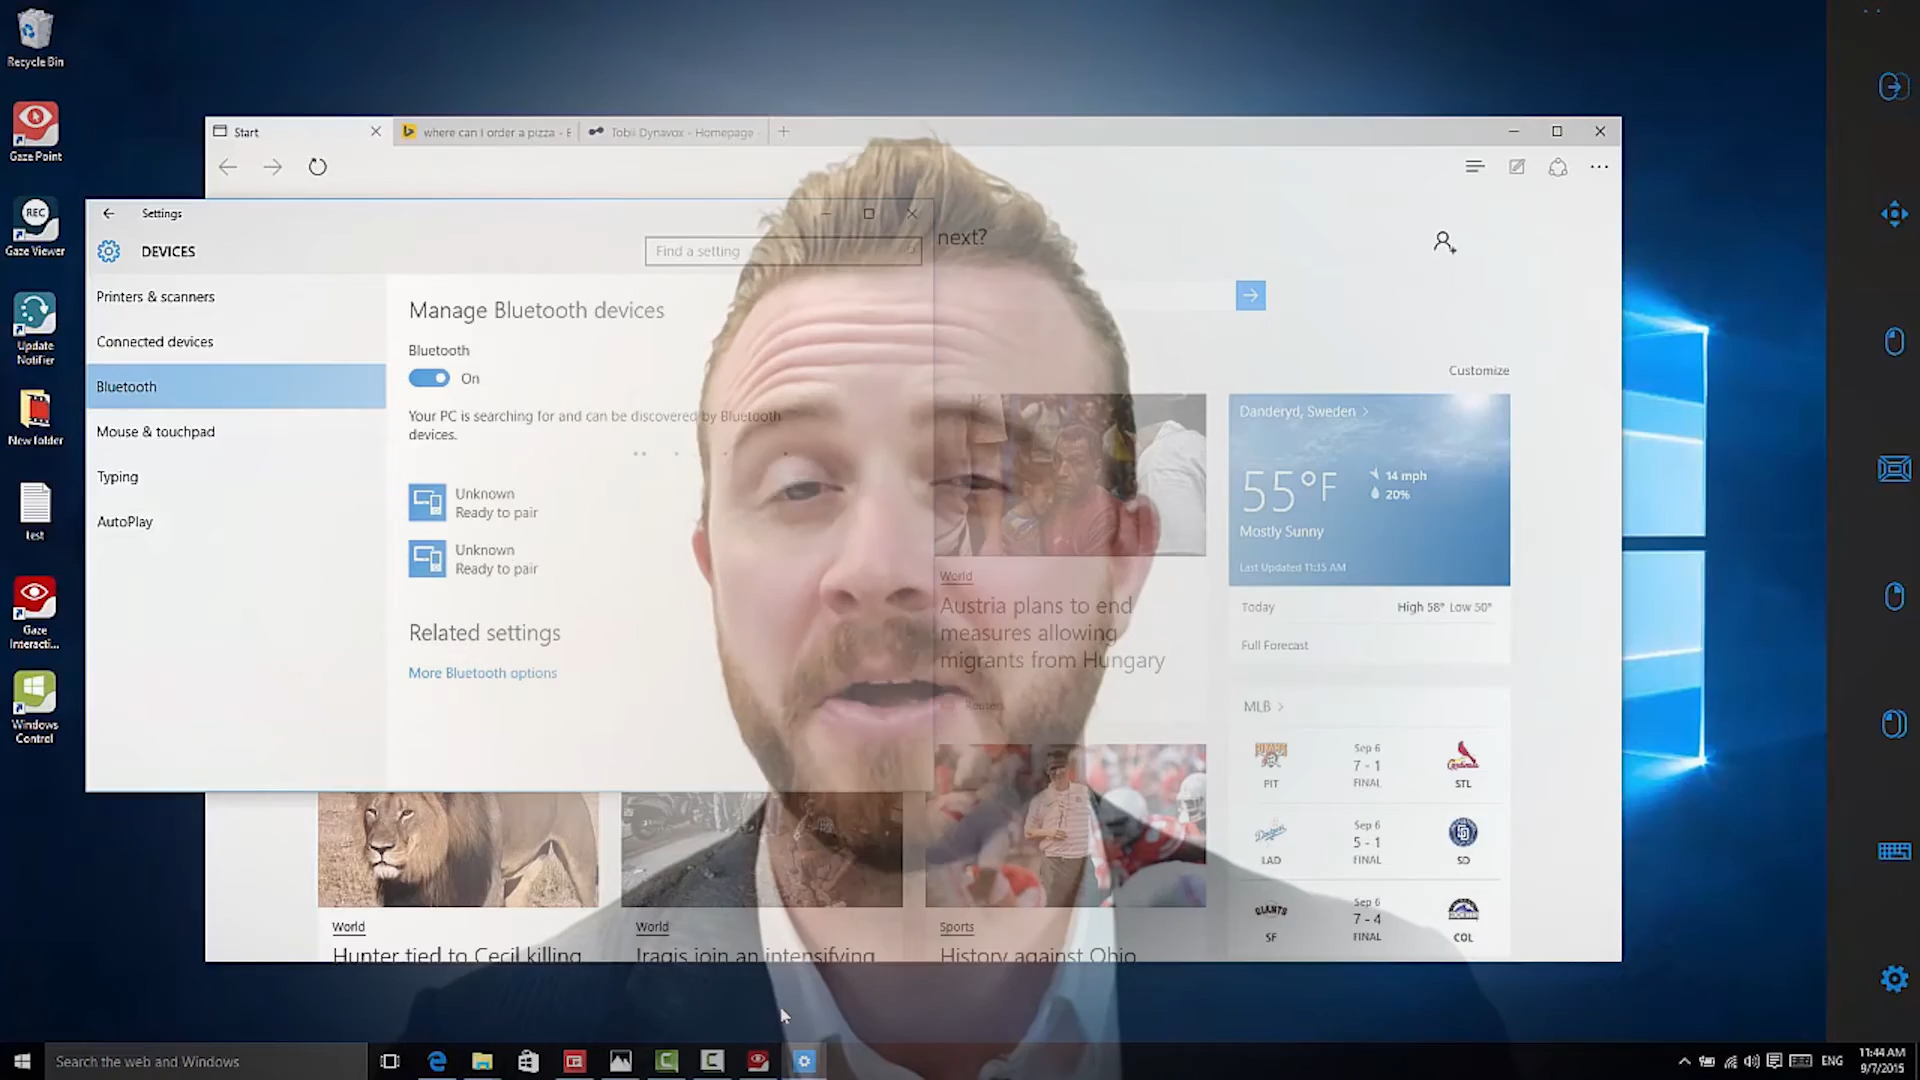 Recycle Bin
Gaze Point
Gaze Viewer
Update
Notifier
New folder
test
Gaze
Interacti...
Windows
Control
REC
Start
where can I order a pizza - E
Tobii Dynavox - Homepage -
Settings
DEVICES
Find a setting
Printers & scanners
Connected devices
Bluetooth
Mouse & touchpad
Typing
AutoPlay
Manage Bluetooth devices
Bluetooth
On
Your PC is searching for and can be discovered by Bluetooth
devices.
Unknown
Ready to pair
Unknown
Ready to pair
Related settings
More Bluetooth options
next?
Customize
Danderyd, Sweden
55°F
14 mph
20%
Mostly Sunny
Last Updated 11:15 AM
Today
High 58° Low 50°
Full Forecast
World
Austria plans to end
measures allowing
migrants from Hungary
Reuters
MLB
Sep 6
7 - 1
FINAL
PIT
STL
Sep 6
5 - 1
FINAL
LAD
SD
Sep 6
7 - 4
FINAL
SF
COL
World
Hunter tied to Cecil killing
World
Iraqis join an intensifying
Sports
History against Ohio
Search the web and Windows
ENG
11:44 AM
9/7/2015